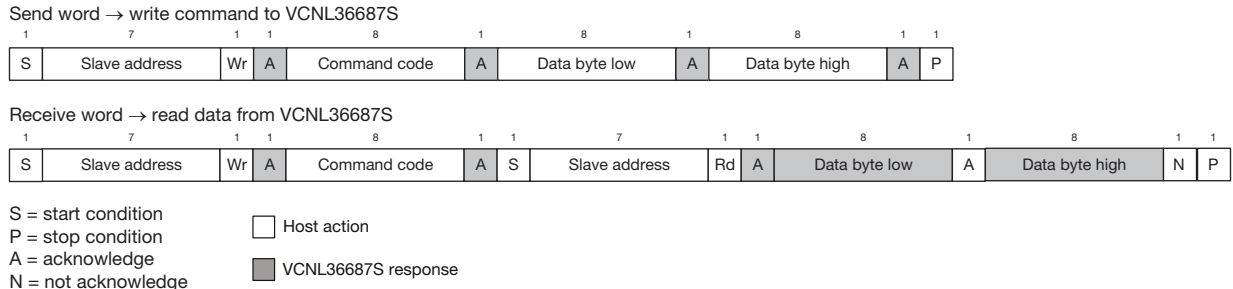 Send word → write command to VCNL36687S
1 7 1 1 8 1 8 1 8 1 1
S Slave address Wr A Command code A Data byte low A Data byte high A P
Receive word → read data from VCNL36687S
1 7 1 1 8 1 1 7 1 1 8 1 8 1 1
S Slave address Wr A Command code A S Slave address Rd A Data byte low A Data byte high N P
S = start condition
P = stop condition
Host action
A = acknowledge
VCNL36687S response
N = not acknowledge